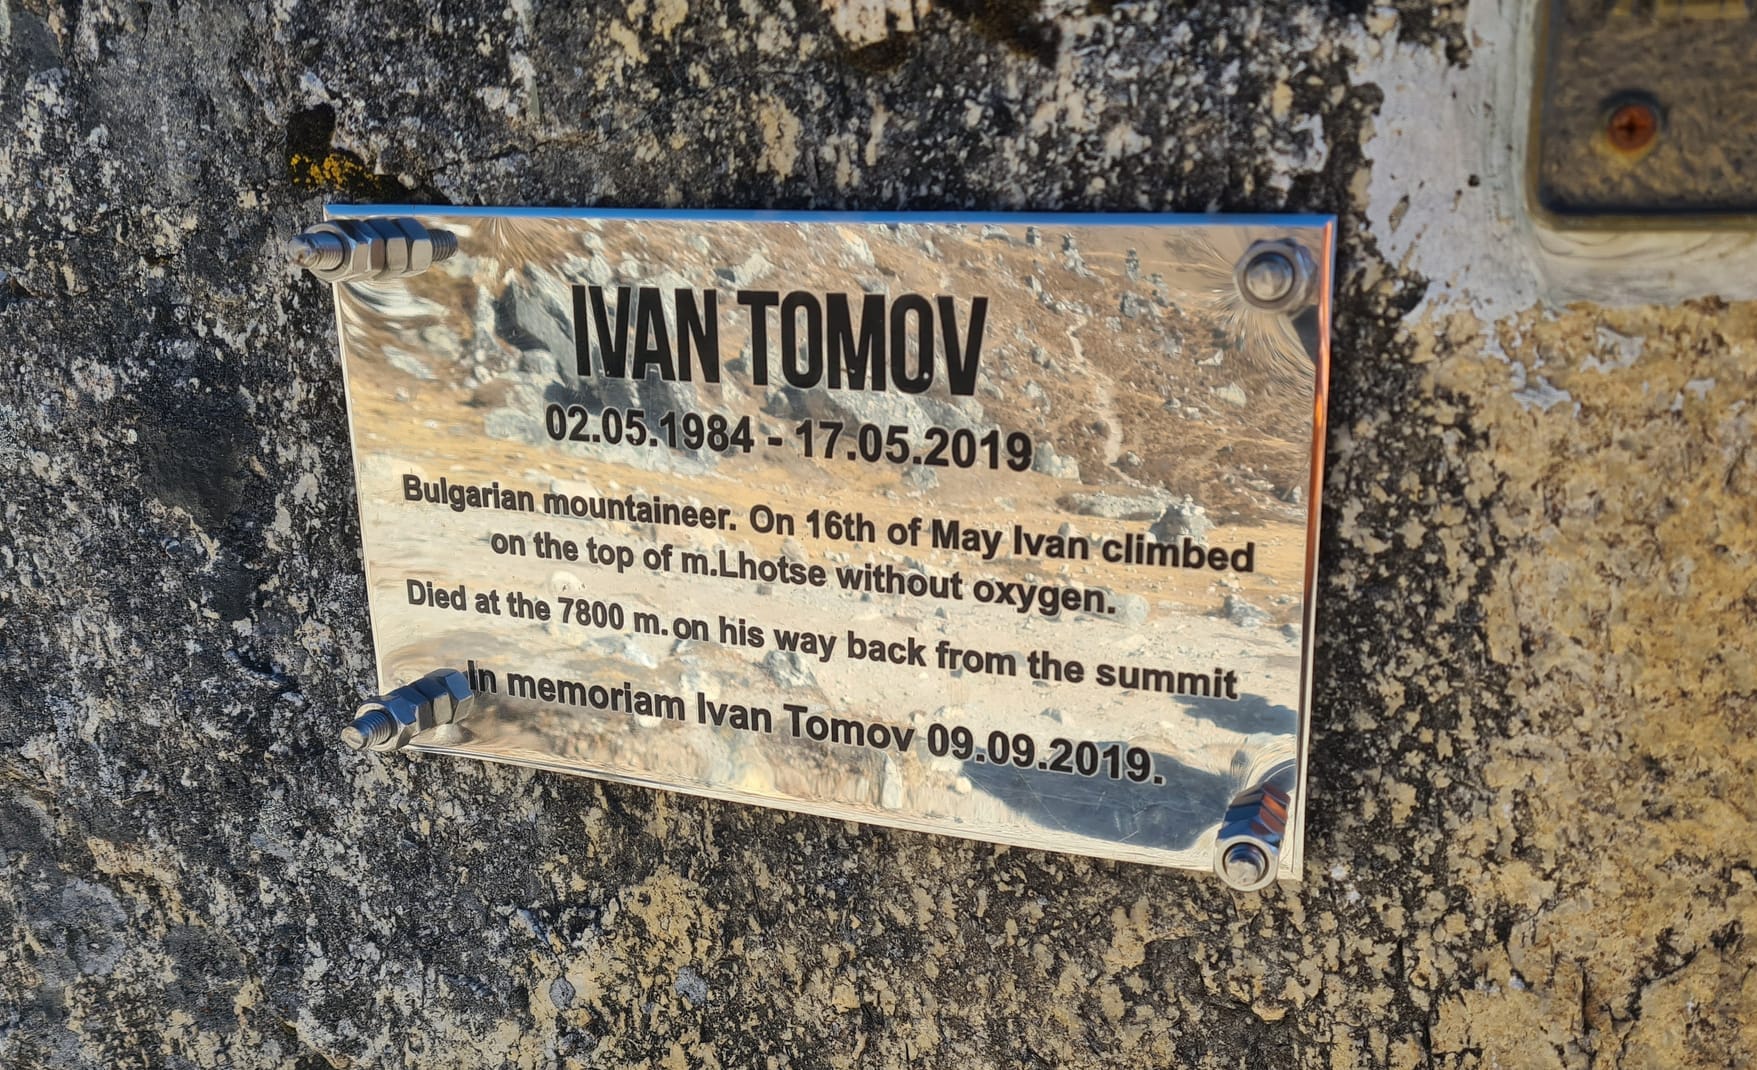 IVAN TOMOV
02.05.1984 - 17.05.2019
Bulgarian mountaineer. On 16th of May Ivan climbed
on the top of m.Lhotse without oxygen.
Died at the 7800 m.on his way back from the summit
In memoriam Ivan Tomov 09.09.2019.